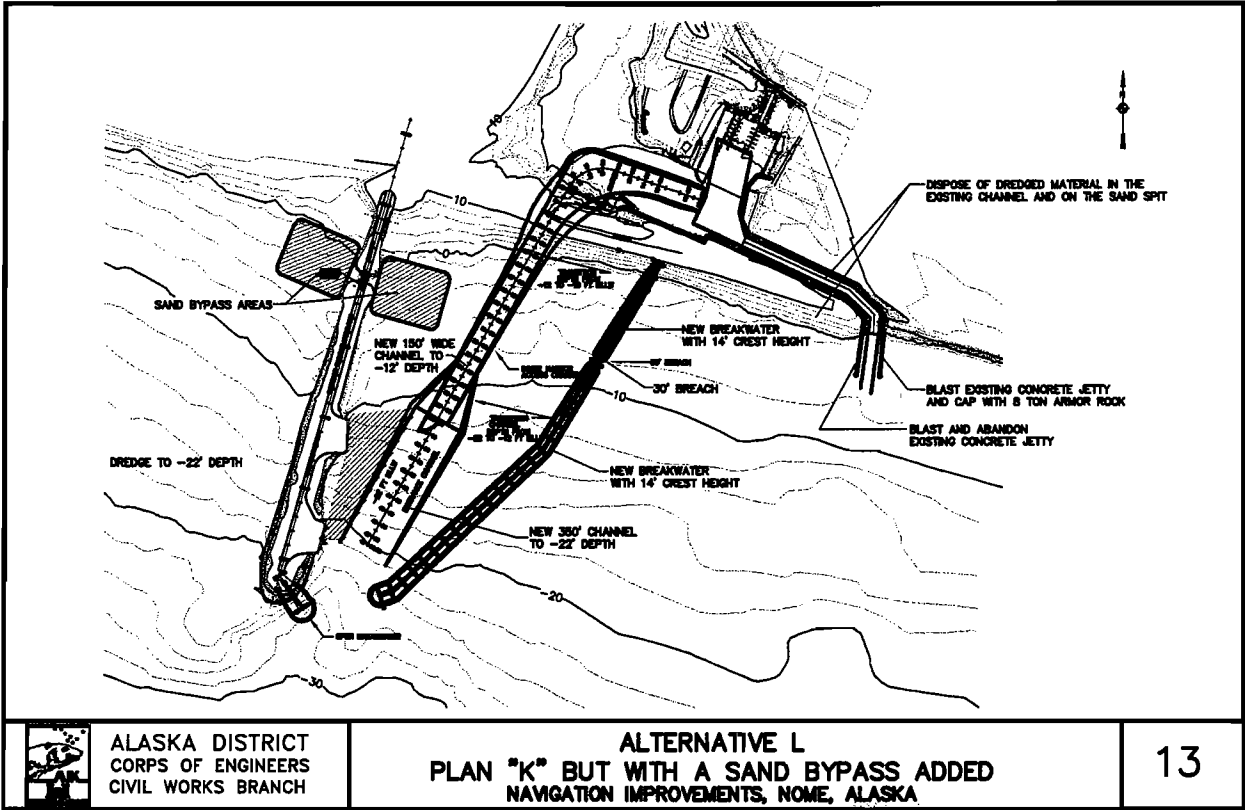 N
10
10
0
DISPOSE OF DREDGED MATERIAL IN THE
EXISTING CHANNEL AND ON THE SAND SPIT
SAND BYPASS AREAS
NEW 150' WIDE
CHANNEL TO
-12' DEPTH
NEW BREAKWATER
WITH 14' CREST HEIGHT
30' BREACH
-10
BLAST EXISTING CONCRETE JETTY
AND CAP WITH 8 TON ARMOR ROCK
BLAST AND ABANDON
EXISTING CONCRETE JETTY
DREDGE TO -22' DEPTH
NEW BREAKWATER
WITH 14' CREST HEIGHT
NEW 350' CHANNEL
TO -22' DEPTH
-20
-30
ALASKA DISTRICT
CORPS OF ENGINEERS
CIVIL WORKS BRANCH
ALTERNATIVE L
PLAN "K" BUT WITH A SAND BYPASS ADDED
NAVIGATION IMPROVEMENTS, NOME, ALASKA
13